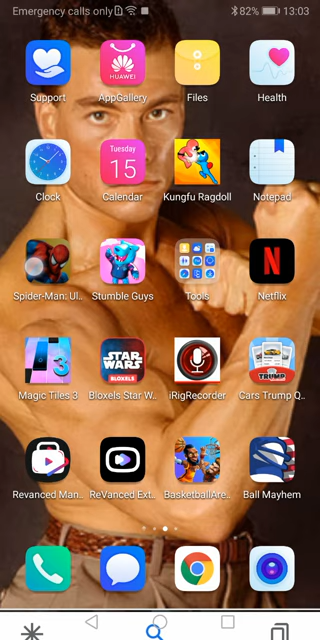 Emergency calls only
82% 13:03
HUAWEI
Support AppGallery Files Health
Tuesday
15
Clock Calendar Kungfu Ragdoll Notepad
N
Spider-Man: Ul.. Stumble Guys Tools Netflix
3
STAR
WARS
BLOXELS
TRUMP
Magic Tiles 3 Bloxels Star W.. iRigRecorder Cars Trump Q..
Revanced Man.. ReVanced Ext.. BasketballAre.. Ball Mayhem